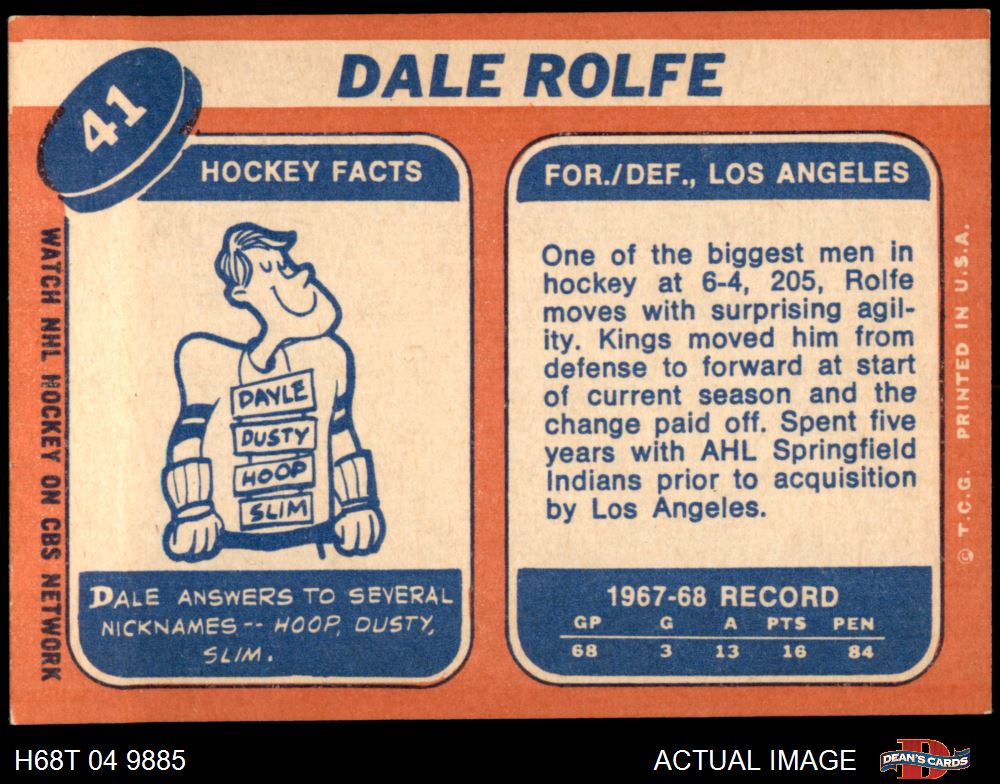 41
DALE ROLFE
HOCKEY FACTS
DAYLE
DUSTY
HOOP
SLIM
DALE ANSWERS TO SEVERAL
NICKNAMES-- HOOP, DUSTY,
SLIM.
FOR./DEF., LOS ANGELES
One of the biggest men in
hockey at 6-4, 205, Rolfe
moves with surprising agil-
ity. Kings moved him from
defense to forward at start
of current season and the
change paid off. Spent five
years with AHL Springfield
Indians prior to acquisition
by Los Angeles.
1967-68 RECORD
GP G A PTS PEN
68 3 13 16 84
WATCH NHL HOCKEY ON CBS NETWORK
© T.C.G. PRINTED IN U.S.A.
H68T 04 9885
ACTUAL IMAGE
D
DEAN'S CARDS